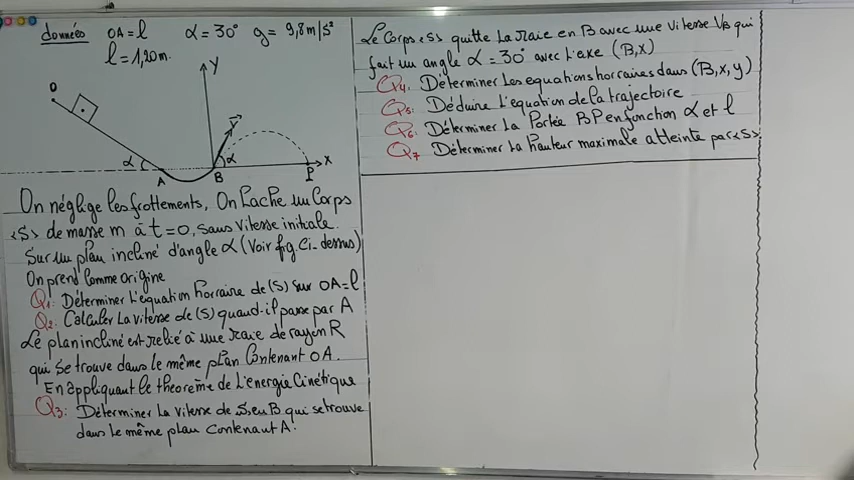 données OA = l α = 30° g = 9,8m/s²
l = 1,20m.
O
Y
V
α
α
A
B
P
x
On néglige les frottements, On Lache un Corps
<S> de masse m à t=0, sans vitesse initiale.
Sur un plan incliné d'angle α (Voir fig. Ci-dessus)
On prend comme origine
Q1: Déterminer l'équation horraire de (S) sur OA=l
Q2: Calculer la vitesse de (S) quand-il passe par A
Le plan incliné est relié à une raie de rayon R
qui se trouve dans le même plan Contenant OA.
En appliquant le theoreme de L'energie Cinétique
Q3: Déterminer la vitesse de S, en B qui se trouve
dans le même plan contenant A.
Le Corps <S> quitte la raie en B avec une vitesse VB qui
fait un angle α = 30° avec l'axe (B,x)
Q4. Déterminer les equations horraires dans (B, x, y)
Q5. Déduire l'équation de la trajectoire
Q6. Déterminer la Portée BP en fonction α et l
Q7 Déterminer la hauteur maximale atteinte par <S>